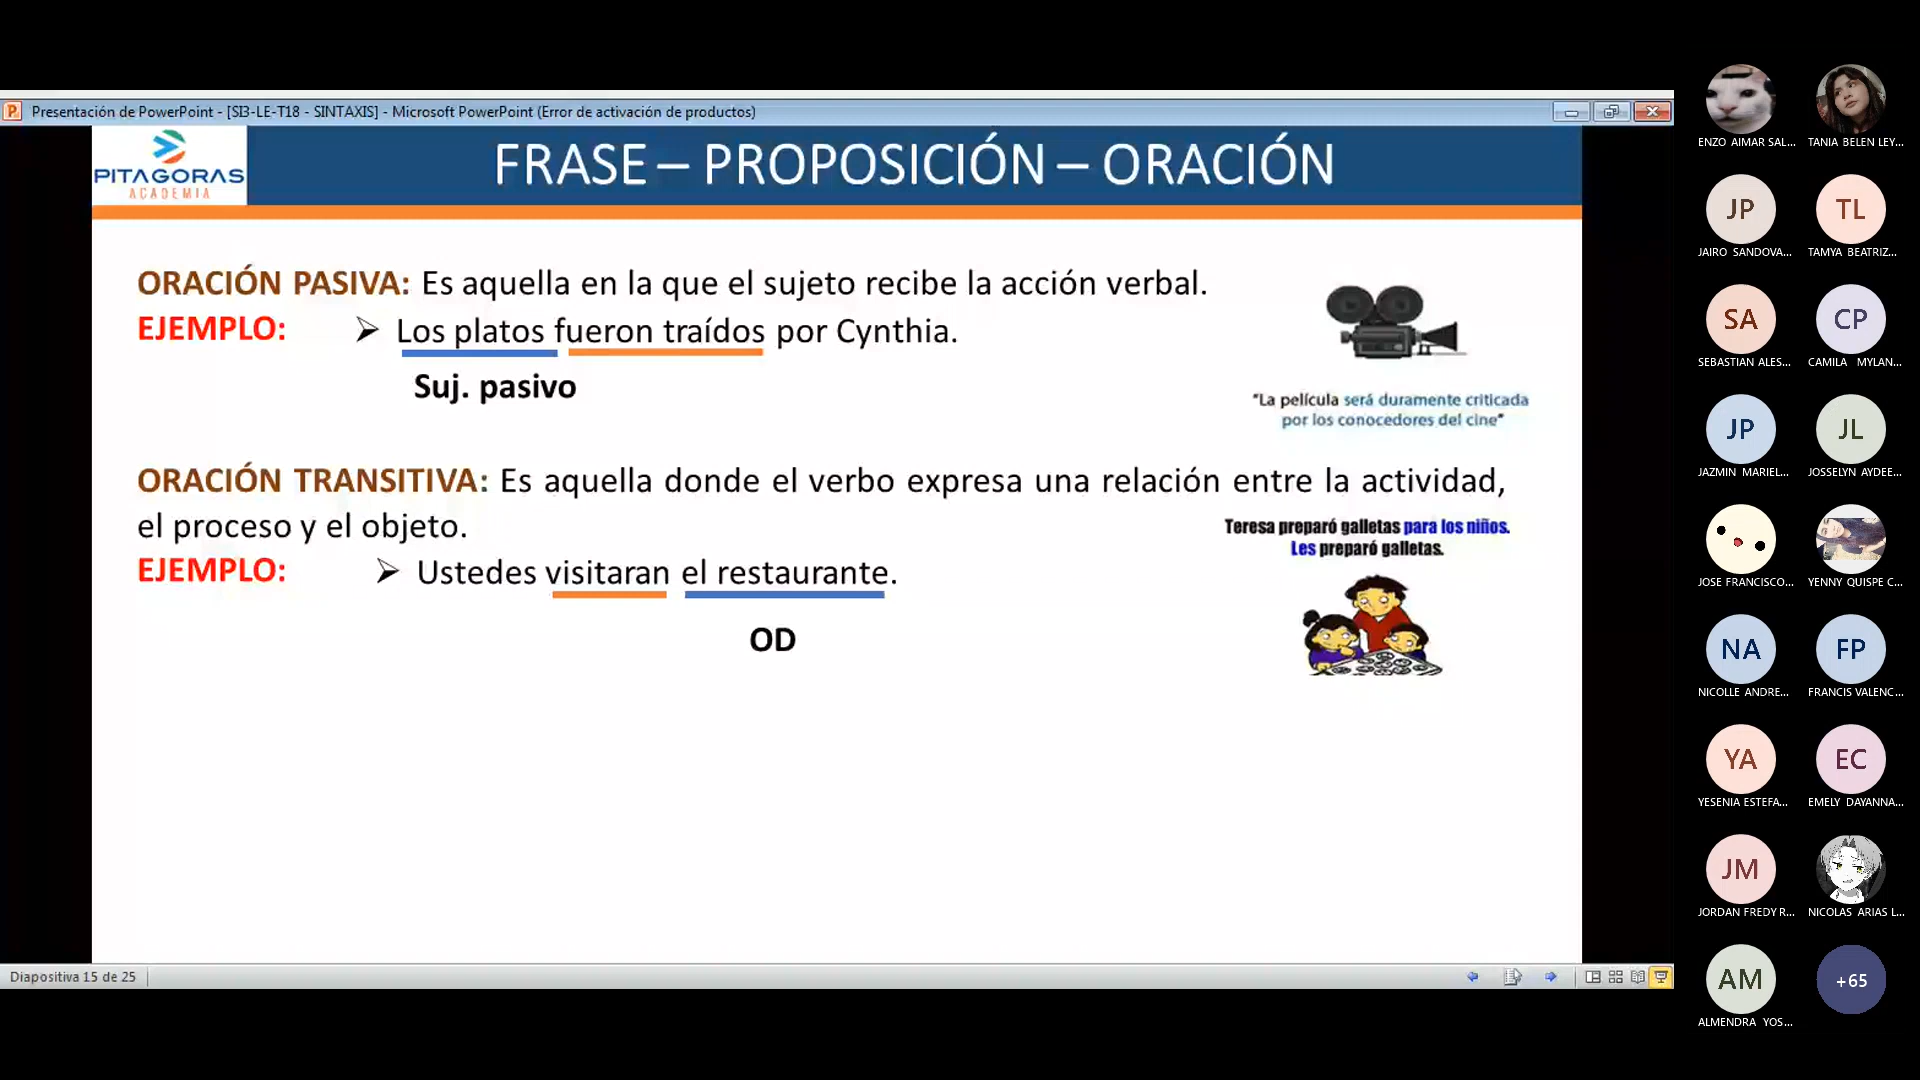 Presentación de PowerPoint - [SI3-LE-T18 - SINTAXIS] - Microsoft PowerPoint (Error de activación de productos)
PITAGORAS
ACADEMIA
FRASE – PROPOSICIÓN – ORACIÓN
ORACIÓN PASIVA: Es aquella en la que el sujeto recibe la acción verbal.
EJEMPLO: ➢ Los platos fueron traídos por Cynthia.
Suj. pasivo
"La película será duramente criticada
por los conocedores del cine"
ORACIÓN TRANSITIVA: Es aquella donde el verbo expresa una relación entre la actividad,
el proceso y el objeto.
Teresa preparó galletas para los niños.
Les preparó galletas.
EJEMPLO: ➢ Ustedes visitaran el restaurante.
OD
Diapositiva 15 de 25
ENZO AIMAR SAL...
TANIA BELEN LEY...
JP
TL
JAIRO SANDOVA...
TAMYA BEATRIZ...
SA
CP
SEBASTIAN ALES...
CAMILA MYLAN...
JP
JL
JAZMIN MARIEL...
JOSSELYN AYDEE...
JOSE FRANCISCO...
YENNY QUISPE C...
NA
FP
NICOLLE ANDRE...
FRANCIS VALENC...
YA
EC
YESENIA ESTEFA...
EMELY DAYANNA...
JM
JORDAN FREDY R...
NICOLAS ARIAS L...
AM
+65
ALMENDRA YOS...